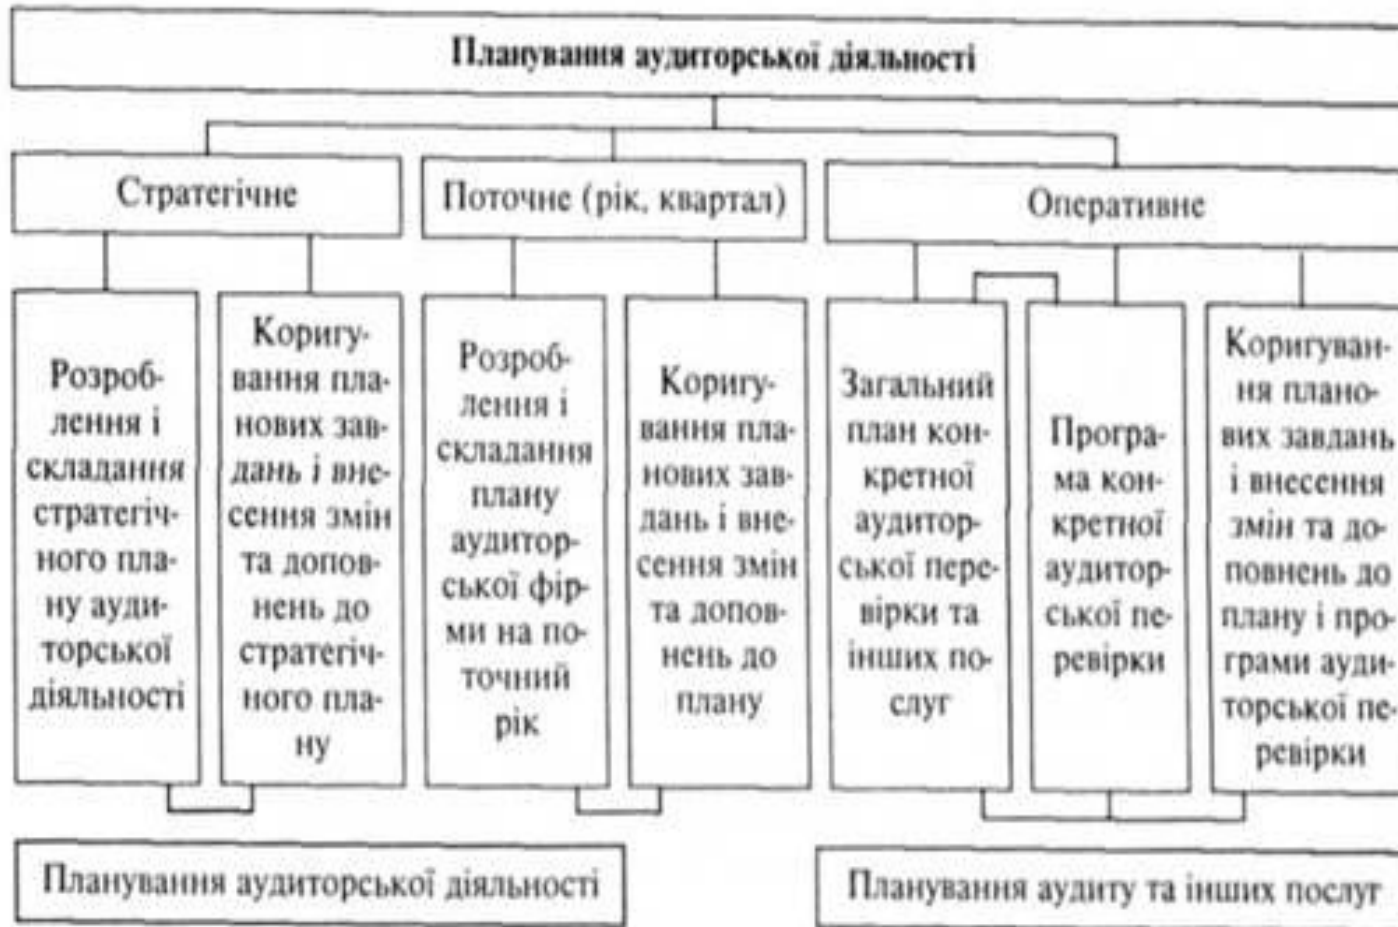 Планування аудиторської діяльності
Стратегічне
Поточне (рік, квартал)
Оперативне
Розроб-
лення і
складання
стратегіч-
ного пла-
ну ауди-
торської
діяльності
Коригу-
вання пла-
нових зав-
дань і вне-
сення змін
та допов-
нень до
стратегіч-
ного пла-
ну
Розроб-
лення і
складання
плану
аудитор-
ської фір-
ми на по-
точний
рік
Коригу-
вання пла-
нових зав-
дань і вне-
сення змін
та допов-
нень до
плану
Загальний
план кон-
кретної
аудитор-
ської пере-
вірки та
інших по-
слуг
Програ-
ма кон-
кретної
аудитор-
ської пе-
ревірки
Коригуван-
ня плано-
вих завдань
і внесення
змін та до-
повнень до
плану і про-
грами ауди-
торської пе-
ревірки
Планування аудиторської діяльності
Планування аудиту та інших послуг